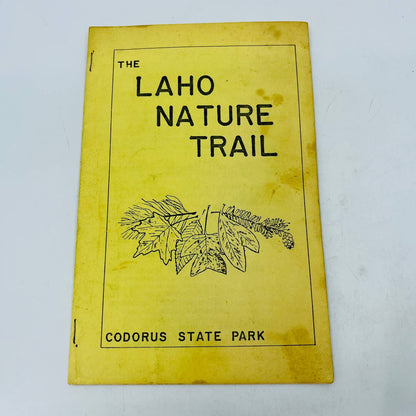 THE
LAHO
NATURE
TRAIL
CODORUS STATE PARK